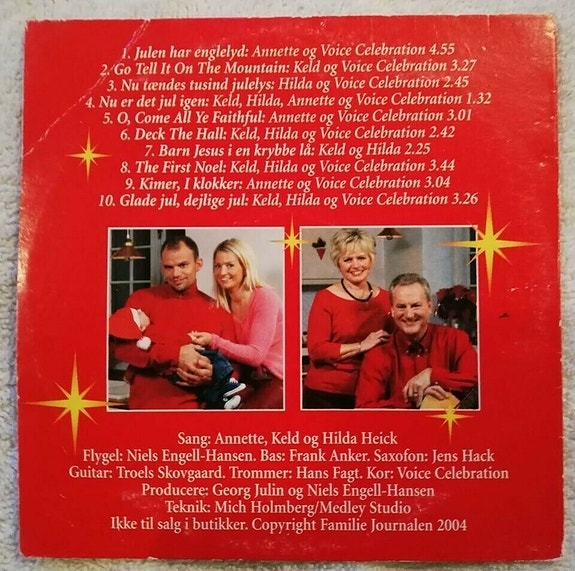 1. Julen har englelyd: Annette og Voice Celebration 4.55
2. Go Tell It On The Mountain: Keld og Voice Celebration 3.27
3. Nu tændes tusind julelys: Hilda og Voice Celebration 2.45
4. Nu er det jul igen: Keld, Hilda, Annette og Voice Celebration 1.32
5. O, Come All Ye Faithful: Annette og Voice Celebration 3.01
6. Deck The Hall: Keld, Hilda og Voice Celebration 2.42
7. Barn Jesus i en krybbe lå: Keld og Hilda 2.25
8. The First Noel: Keld, Hilda og Voice Celebration 3.44
9. Kimer, I klokker: Annette og Voice Celebration 3.04
10. Glade jul, dejlige jul: Keld, Hilda og Voice Celebration 3.26
Sang: Annette, Keld og Hilda Heick
Flygel: Niels Engell-Hansen. Bas: Frank Anker. Saxofon: Jens Hack
Guitar: Troels Skovgaard. Trommer: Hans Fagt. Kor: Voice Celebration
Producere: Georg Julin og Niels Engell-Hansen
Teknik: Mich Holmberg/Medley Studio
Ikke til salg i butikker. Copyright Familie Journalen 2004